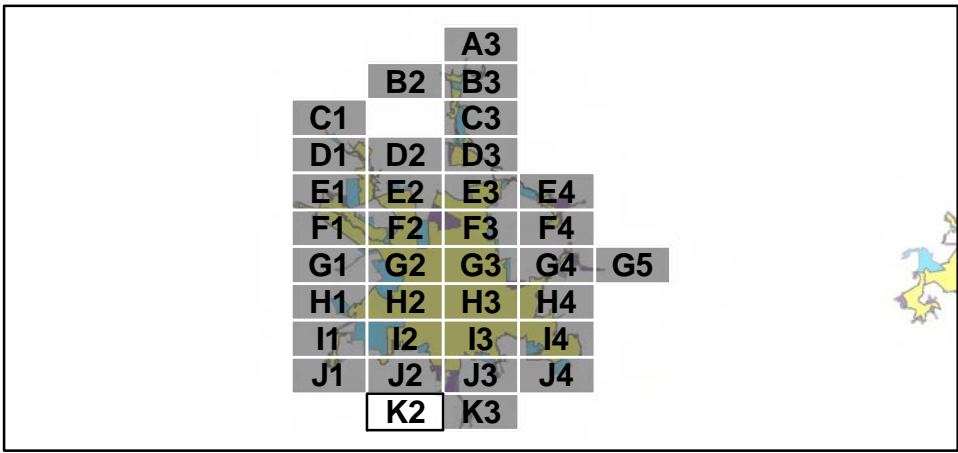 A3
B2 B3
C1 C3
D1 D2 D3
E1 E2 E3 E4
F1 F2 F3 F4
G1 G2 G3 G4 G5
H1 H2 H3 H4
I1 I2 I3 I4
J1 J2 J3 J4
K2 K3